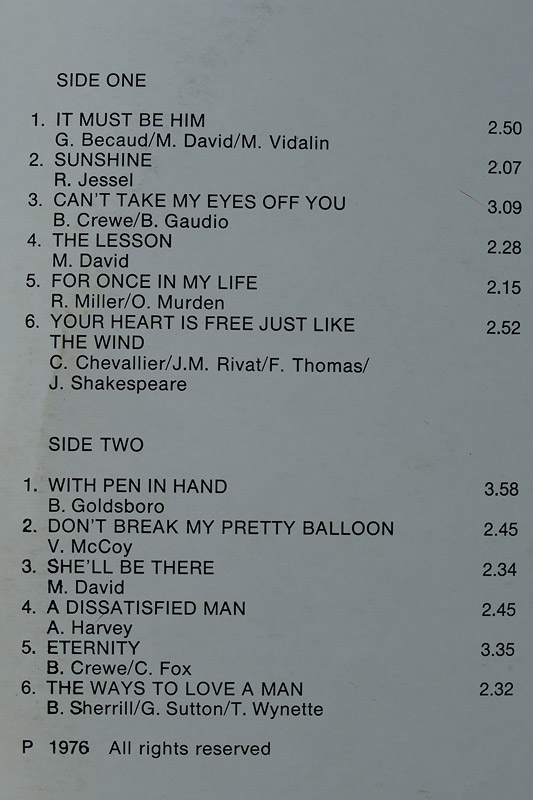 SIDE ONE
1. IT MUST BE HIM 2.50
G. Becaud/M. David/M. Vidalin
2. SUNSHINE 2.07
R. Jessel
3. CAN'T TAKE MY EYES OFF YOU 3.09
B. Crewe/B. Gaudio
4. THE LESSON 2.28
M. David
5. FOR ONCE IN MY LIFE 2.15
R. Miller/O. Murden
6. YOUR HEART IS FREE JUST LIKE 2.52
THE WIND
C. Chevallier/J.M. Rivat/F. Thomas/
J. Shakespeare
SIDE TWO
1. WITH PEN IN HAND 3.58
B. Goldsboro
2. DON'T BREAK MY PRETTY BALLOON 2.45
V. McCoy
3. SHE'LL BE THERE 2.34
M. David
4. A DISSATISFIED MAN 2.45
A. Harvey
5. ETERNITY 3.35
B. Crewe/C. Fox
6. THE WAYS TO LOVE A MAN 2.32
B. Sherrill/G. Sutton/T. Wynette
P 1976 All rights reserved